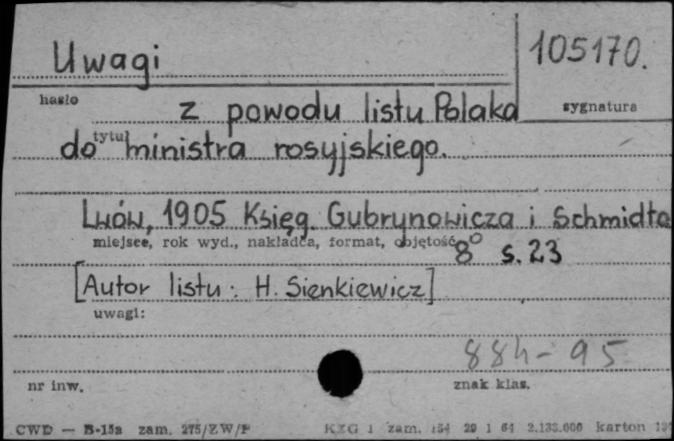 Uwagi
105170.
hasło
sygnatura
z powodu listu Polaka
tytuł
do ministra rosyjskiego.
Lwów, 1905 Księg. Gubrynowicza i Schmidta
miejsce, rok wyd., nakładca, format, objętość
8° s. 23
[Autor listu: H. Sienkiewicz]
uwagi:
88h-95
nr inw.
znak klas.
CWD — B-15a zam. 275/ZW/P
KZG 1 zam. 154 29 1 61 2.133.000 karton